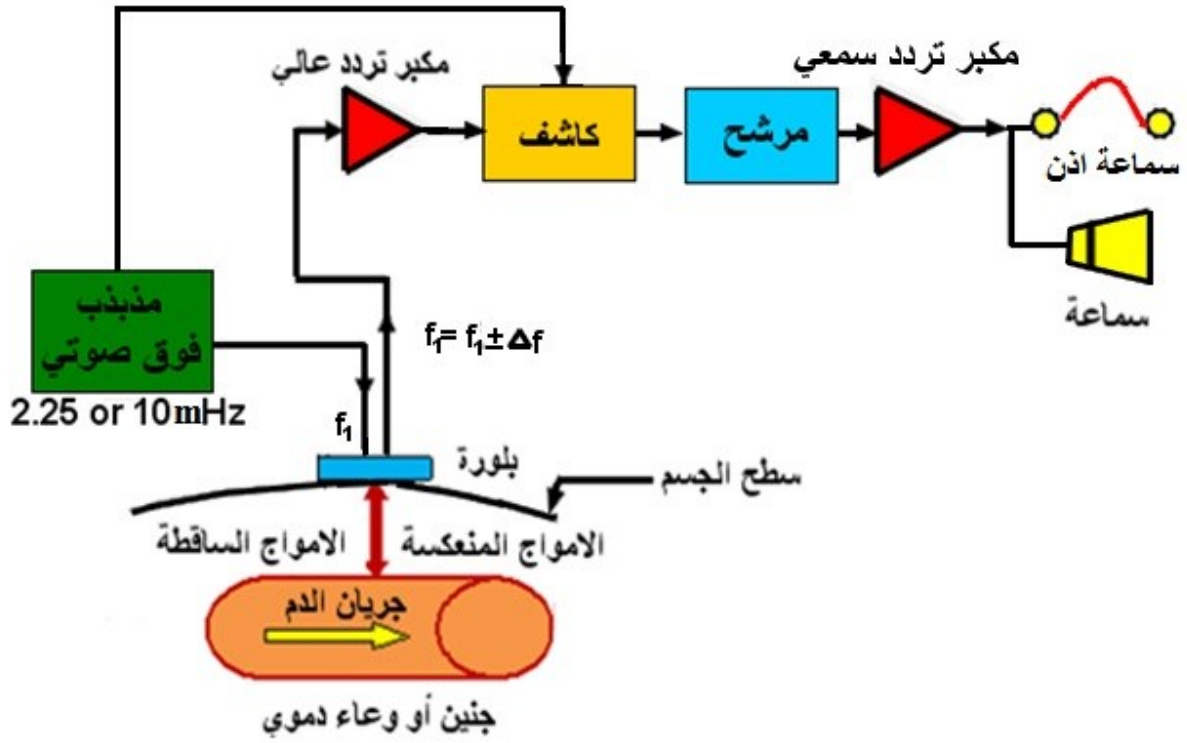 مكبر تردد عالي
كاشف
مرشح
مكبر تردد سمعي
سماعة اذن
سماعة
مذبذب
فوق صوتي
2.25 or 10mHz
f₁= f₁± Δf
f₁
بلورة
سطح الجسم
الامواج الساقطة
الامواج المنعكسة
جريان الدم
جنين أو وعاء دموي